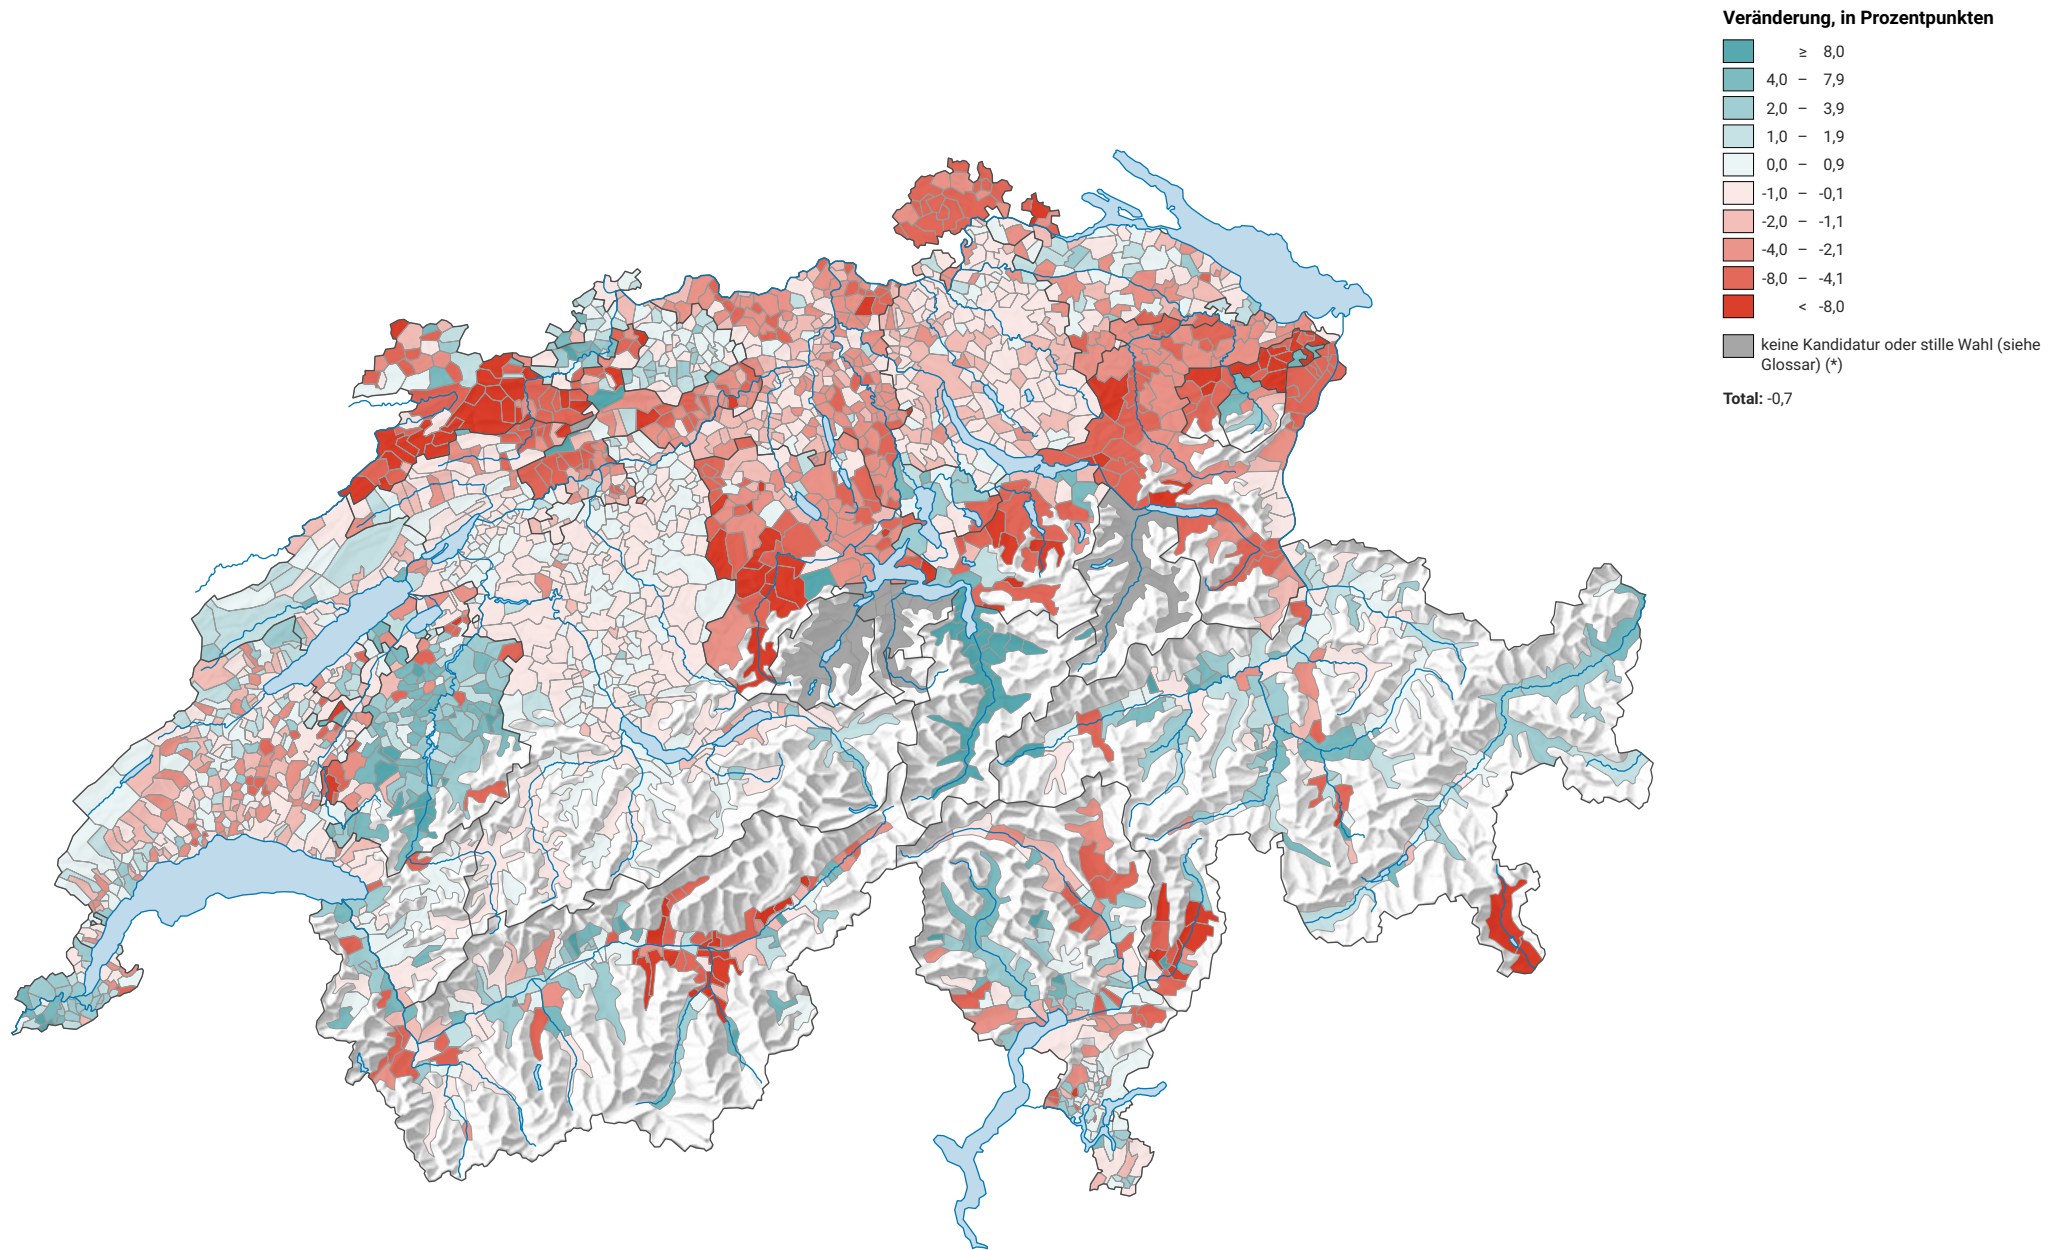 Veränderung, in Prozentpunkten
≥ 8,0
4,0 – 7,9
2,0 – 3,9
1,0 – 1,9
0,0 – 0,9
-1,0 – -0,1
-2,0 – -1,1
-4,0 – -2,1
-8,0 – -4,1
< -8,0
keine Kandidatur oder stille Wahl (siehe
Glossar) (*)
Total: -0,7